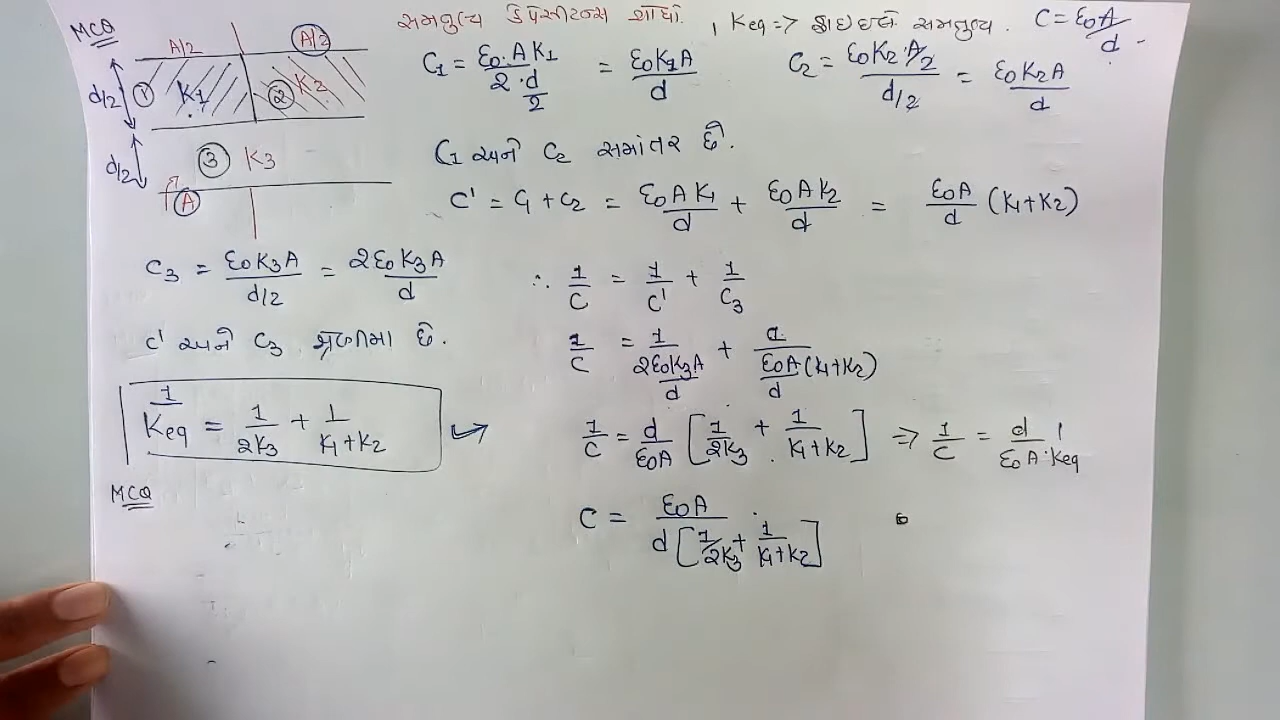 MCQ
સમતુલ્ય કેપેસીટન્સ શોધો. , Keq => ડાઇઇલે સમતુલ્ય. C = ε0A/d
A/2 A/2
d/2 ① K1 ② K2
C1 = ε0·A K1/2·d/2 = ε0K1A/d C2 = ε0K2·A/2/d/2 = ε0K2A/d
d/2 ③ K3
A
C1 અને C2 સમાંતર છે.
C' = C1 + C2 = ε0AK1/d + ε0AK2/d = ε0A/d (K1+K2)
C3 = ε0K3A/d/2 = 2ε0K3A/d
∴ 1/C = 1/C' + 1/C3
C' અને C3 શ્રેણીમા છે.
1/C = 1/2ε0K3A/d + 1/ε0A/d (K1+K2)
1/Keq = 1/2K3 + 1/K1+K2
1/C = d/ε0A [1/2K3 + 1/K1+K2] => 1/C = d 1/ε0A·Keq
MCQ
C = ε0A/d[1/2K3 + 1/K1+K2]